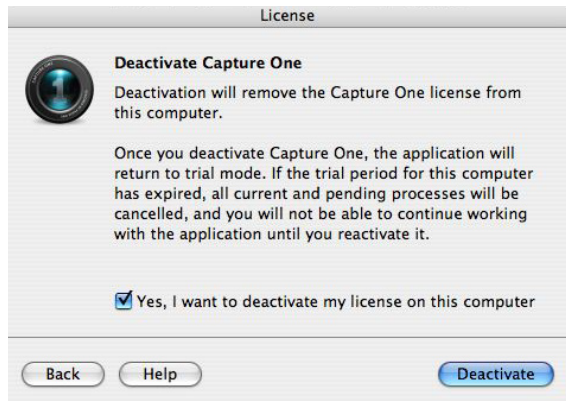 License
Deactivate Capture One
Deactivation will remove the Capture One license from
this computer.
Once you deactivate Capture One, the application will
return to trial mode. If the trial period for this computer
has expired, all current and pending processes will be
cancelled, and you will not be able to continue working
with the application until you reactivate it.
Yes, I want to deactivate my license on this computer
Back
Help
Deactivate